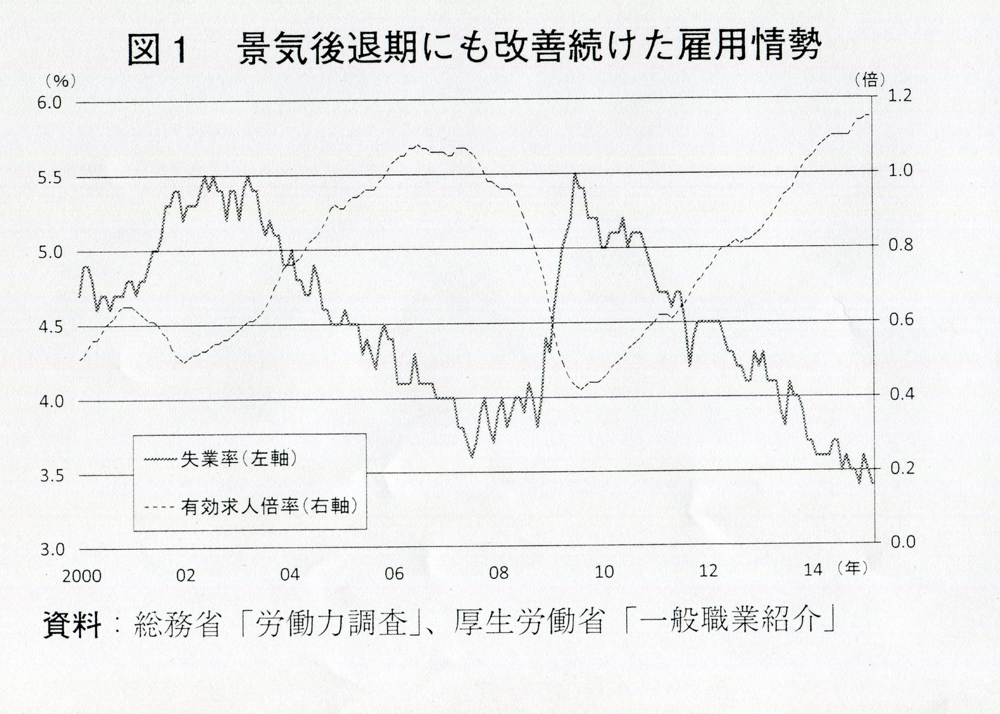 図1 景気後退期にも改善続けた雇用情勢
(%) (倍)
6.0 1.2
5.5 1.0
5.0 0.8
4.5 0.6
4.0 0.4
3.5 0.2
3.0 0.0
失業率(左軸)
有効求人倍率(右軸)
2000 02 04 06 08 10 12 14 (年)
資料：総務省「労働力調査」、厚生労働省「一般職業紹介」